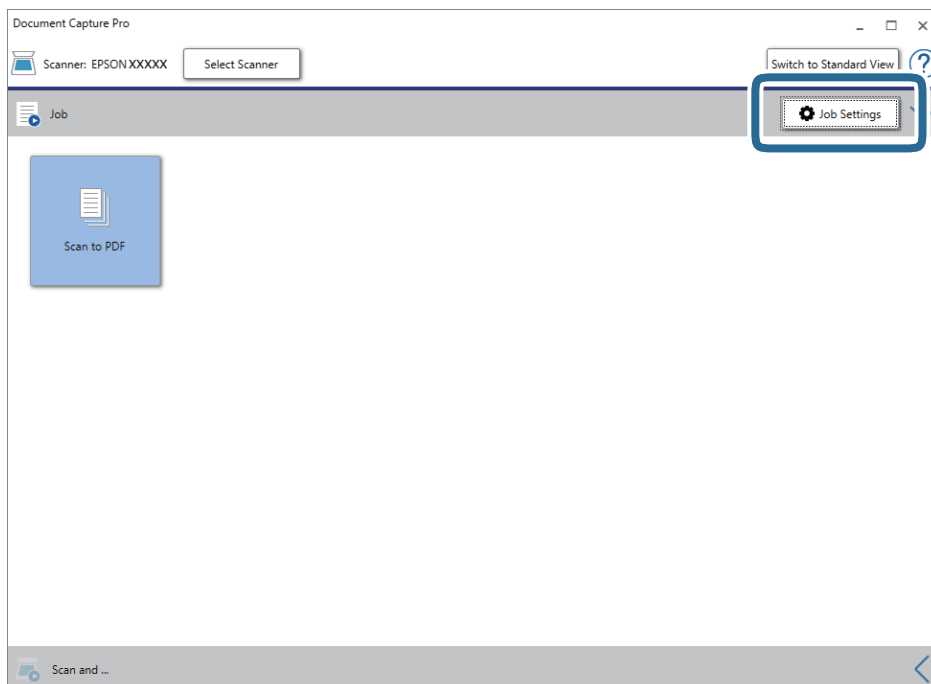 Document Capture Pro
Scanner: EPSON XXXXX Select Scanner Switch to Standard View ?
Job Job Settings
Scan to PDF
Scan and ...